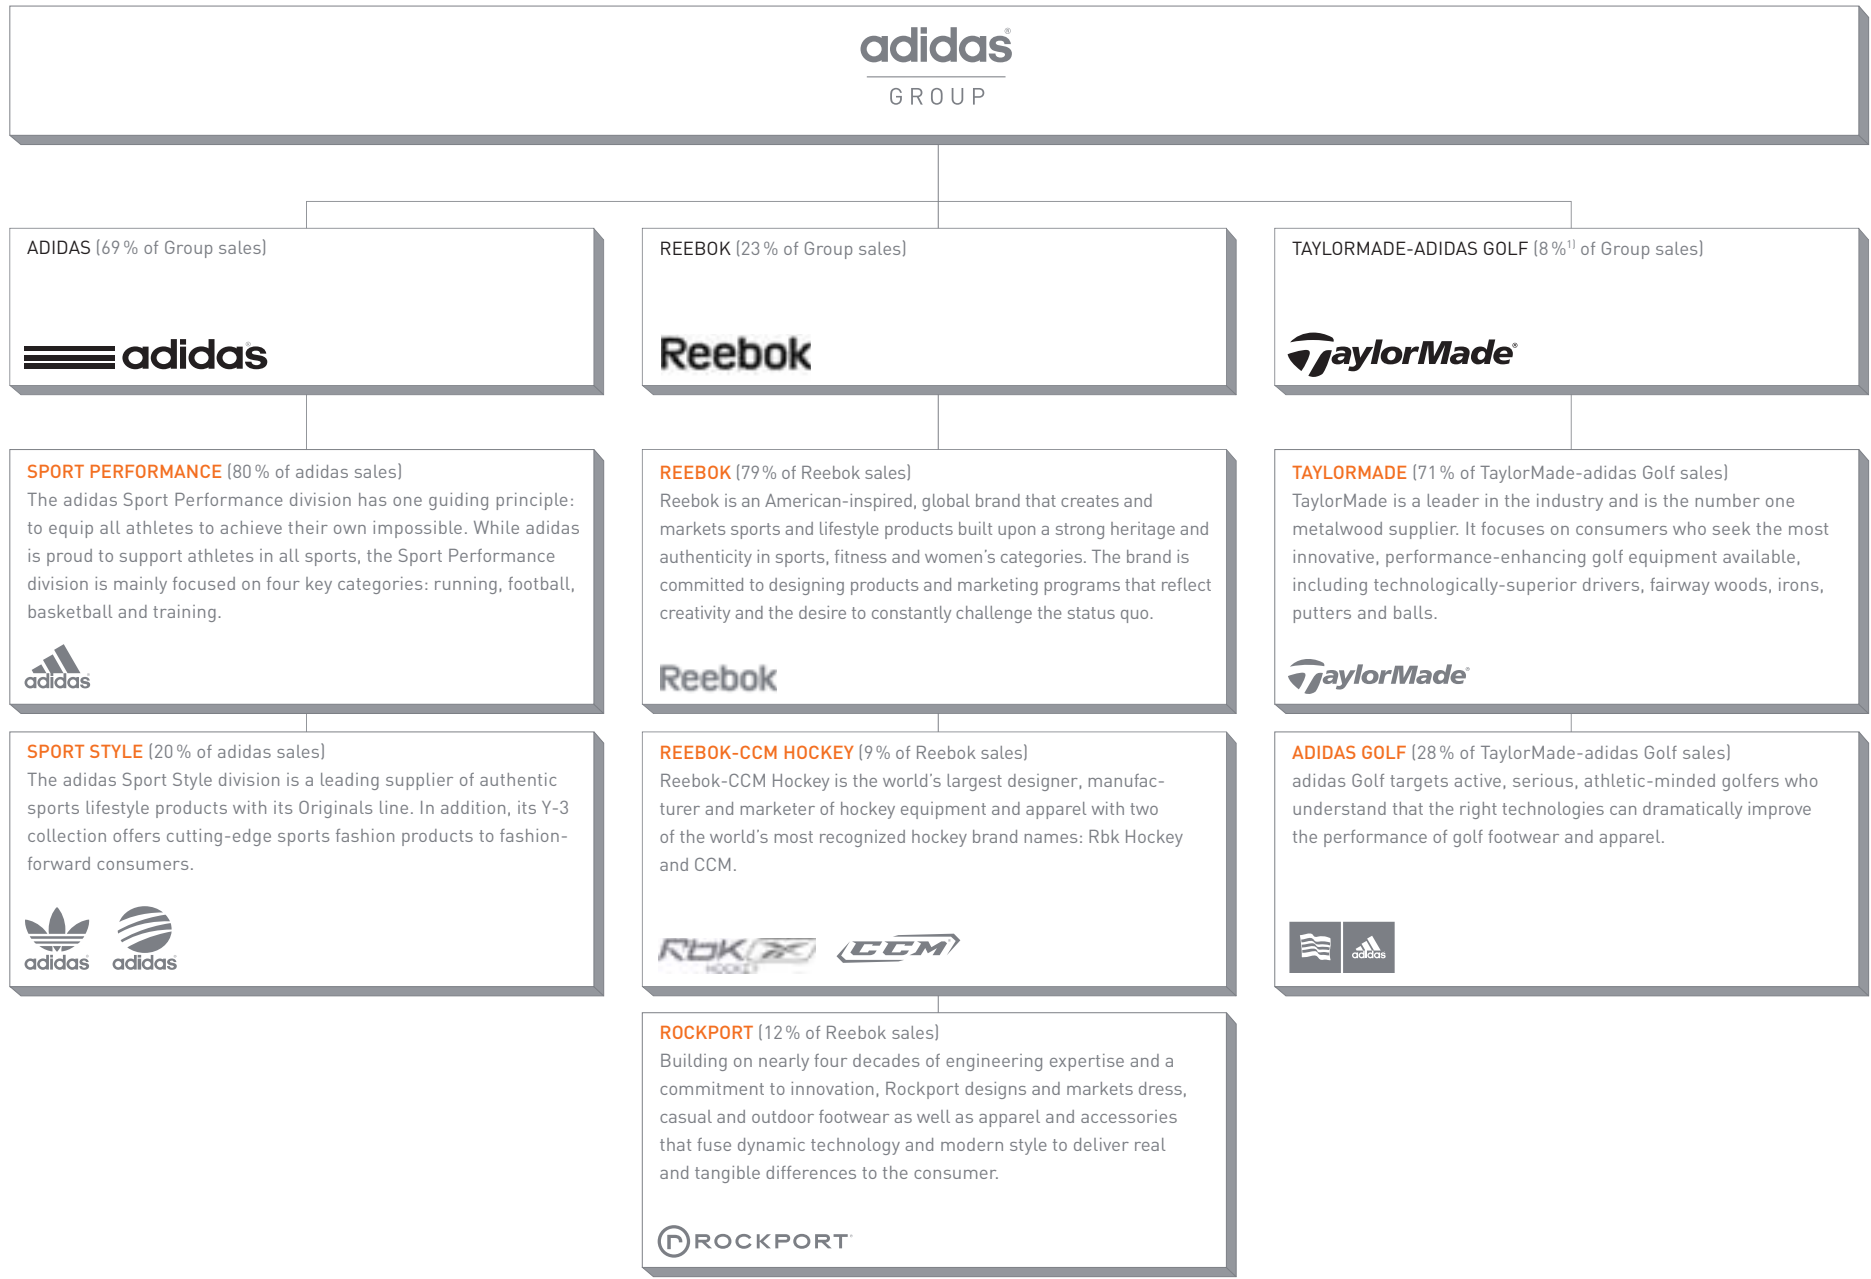 adidas
GROUP
ADIDAS (69 % of Group sales)
adidas
REEBOK (23 % of Group sales)
Reebok
TAYLORMADE-ADIDAS GOLF (8 %1) of Group sales)
TaylorMade®
SPORT PERFORMANCE (80 % of adidas sales)
The adidas Sport Performance division has one guiding principle:
to equip all athletes to achieve their own impossible. While adidas
is proud to support athletes in all sports, the Sport Performance
division is mainly focused on four key categories: running, football,
basketball and training.
adidas
SPORT STYLE (20 % of adidas sales)
The adidas Sport Style division is a leading supplier of authentic
sports lifestyle products with its Originals line. In addition, its Y-3
collection offers cutting-edge sports fashion products to fashion-
forward consumers.
adidas adidas
REEBOK (79 % of Reebok sales)
Reebok is an American-inspired, global brand that creates and
markets sports and lifestyle products built upon a strong heritage and
authenticity in sports, fitness and women’s categories. The brand is
committed to designing products and marketing programs that reflect
creativity and the desire to constantly challenge the status quo.
Reebok
REEBOK-CCM HOCKEY (9 % of Reebok sales)
Reebok-CCM Hockey is the world’s largest designer, manufac-
turer and marketer of hockey equipment and apparel with two
of the world’s most recognized hockey brand names: Rbk Hockey
and CCM.
Rbk HOCKEY CCM
ROCKPORT (12 % of Reebok sales)
Building on nearly four decades of engineering expertise and a
commitment to innovation, Rockport designs and markets dress,
casual and outdoor footwear as well as apparel and accessories
that fuse dynamic technology and modern style to deliver real
and tangible differences to the consumer.
r ROCKPORT
TAYLORMADE (71 % of TaylorMade-adidas Golf sales)
TaylorMade is a leader in the industry and is the number one
metalwood supplier. It focuses on consumers who seek the most
innovative, performance-enhancing golf equipment available,
including technologically-superior drivers, fairway woods, irons,
putters and balls.
TaylorMade®
ADIDAS GOLF (28 % of TaylorMade-adidas Golf sales)
adidas Golf targets active, serious, athletic-minded golfers who
understand that the right technologies can dramatically improve
the performance of golf footwear and apparel.
adidas